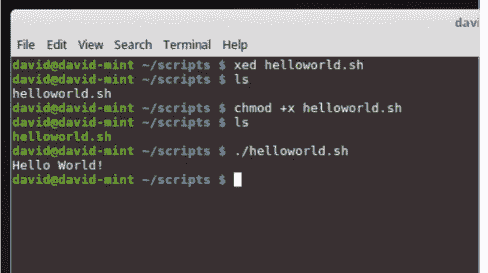 davi
File Edit View Search Terminal Help
david@david-mint ~/scripts $ xed helloworld.sh
david@david-mint ~/scripts $ ls
helloworld.sh
david@david-mint ~/scripts $ chmod +x helloworld.sh
david@david-mint ~/scripts $ ls
helloworld.sh
david@david-mint ~/scripts $ ./helloworld.sh
Hello World!
david@david-mint ~/scripts $